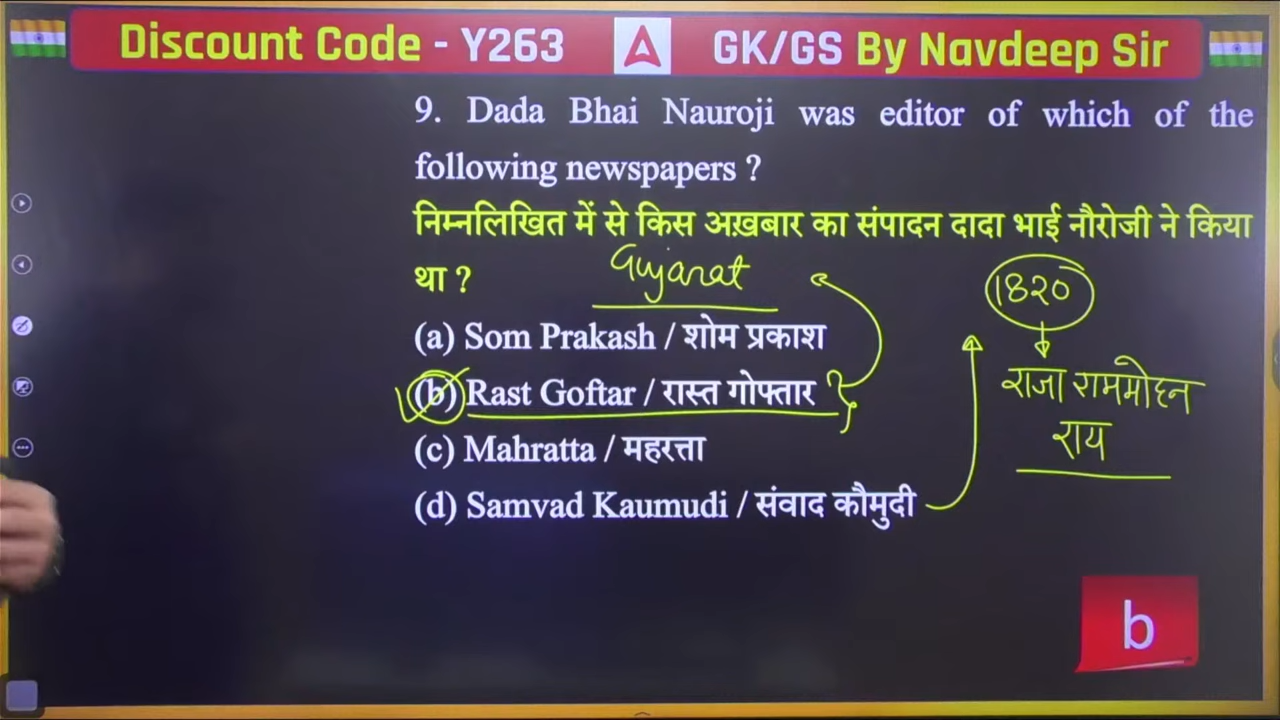 Discount Code - Y263
GK/GS By Navdeep Sir
9. Dada Bhai Nauroji was editor of which of the
following newspapers ?
निम्नलिखित में से किस अख़बार का संपादन दादा भाई नौरोजी ने किया
था ?
Gujarat
1820
(a) Som Prakash / शोम प्रकाश
राजा राममोहन
राय
(b) Rast Goftar / रास्त गोफ्तार
(c) Mahratta / महरत्ता
(d) Samvad Kaumudi / संवाद कौमुदी
b